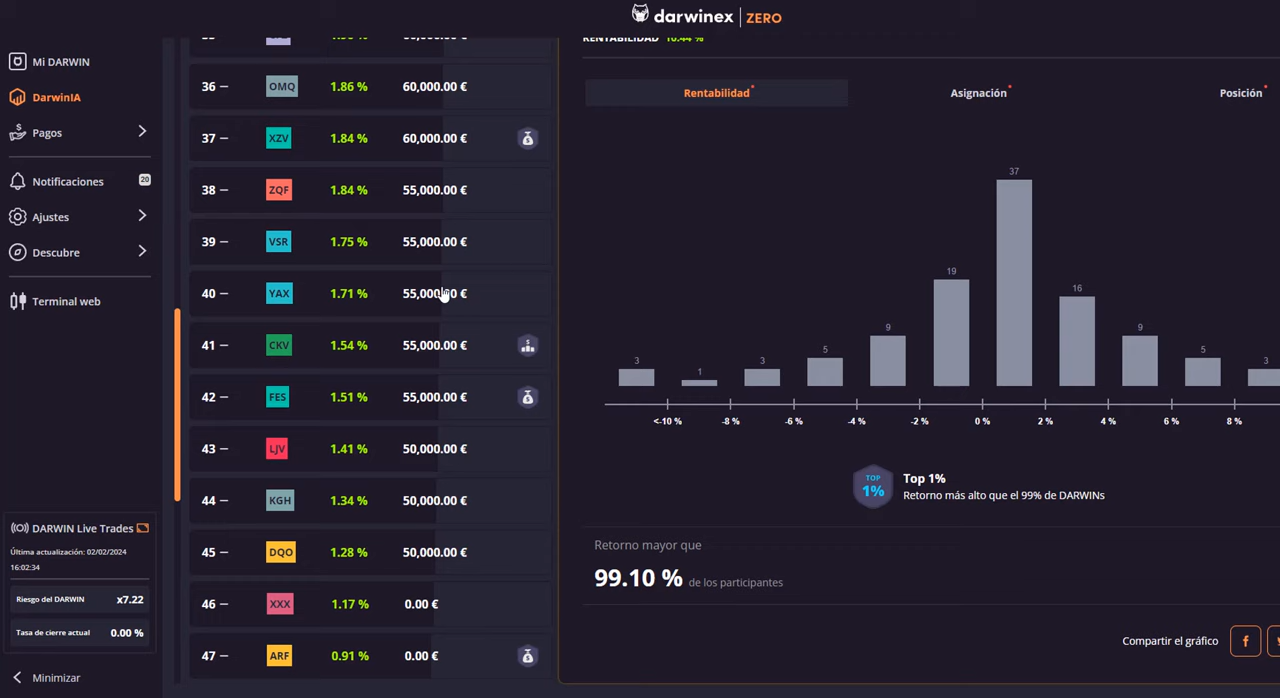 darwinex | ZERO
Mi DARWIN
DarwinIA
Pagos
Notificaciones 20
Ajustes
Descubre
Terminal web
DARWIN Live Trades
Última actualización: 02/02/2024
16:02:34
Riesgo del DARWIN x7.22
Tasa de cierre actual 0.00 %
Minimizar
36 – OMQ 1.86 % 60,000.00 €
37 – XZV 1.84 % 60,000.00 €
38 – ZQF 1.84 % 55,000.00 €
39 – VSR 1.75 % 55,000.00 €
40 – YAX 1.71 % 55,000.00 €
41 – CKV 1.54 % 55,000.00 €
42 – FES 1.51 % 55,000.00 €
43 – LJV 1.41 % 50,000.00 €
44 – KGH 1.34 % 50,000.00 €
45 – DQO 1.28 % 50,000.00 €
46 – XXX 1.17 % 0.00 €
47 – ARF 0.91 % 0.00 €
RENTABILIDAD 10.44 %
Rentabilidad* Asignación* Posición*
3 1 3 5 9 19 37 16 9 5 3
<-10 % -8 % -6 % -4 % -2 % 0 % 2 % 4 % 6 % 8 %
TOP
1%
Top 1%
Retorno más alto que el 99% de DARWINs
Retorno mayor que
99.10 % de los participantes
Compartir el gráfico